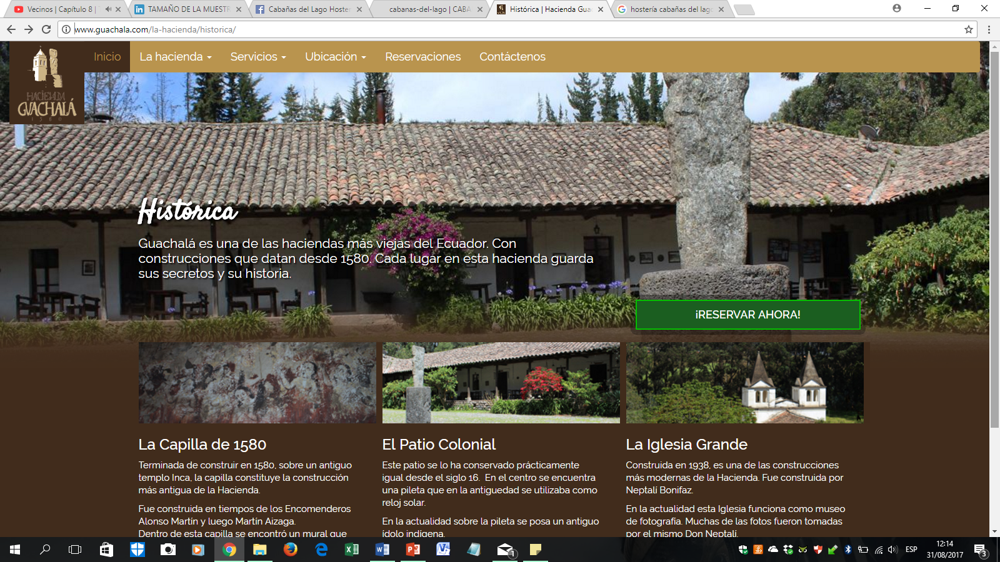 Vecinos | Capítulo 8 |
TAMAÑO DE LA MUESTR
Cabañas del Lago Hoster
cabanas-del-lago | CABA
Histórica | Hacienda Gua
hostería cabañas del lag
www.guachala.com/la-hacienda/historica/
HACIENDA
GUACHALÁ
1580
Inicio
La hacienda
Servicios
Ubicación
Reservaciones
Contáctenos
Histórica
Guachalá es una de las haciendas más viejas del Ecuador. Con
construcciones que datan desde 1580. Cada lugar en esta hacienda guarda
sus secretos y su historia.
¡RESERVAR AHORA!
La Capilla de 1580
Terminada de construir en 1580, sobre un antiguo
templo Inca, la capilla constituye la construcción
más antigua de la Hacienda.
Fue construida en tiempos de los Encomenderos
Alonso Martín y luego Martín Aizaga.
Dentro de esta capilla se encontró un mural que
El Patio Colonial
Este patio se lo ha conservado prácticamente
igual desde el siglo 16. En el centro se encuentra
una pileta que en la antiguedad se utilizaba como
reloj solar.
En la actualidad sobre la pileta se posa un antiguo
ídolo indígena.
La Iglesia Grande
Construida en 1938, es una de las construcciones
más modernas de la Hacienda. Fue construida por
Neptalí Bonifaz.
En la actualidad esta Iglesia funciona como museo
de fotografía. Muchas de las fotos fueron tomadas
por el mismo Don Neptalí.
1
ESP
12:14
31/08/2017
3